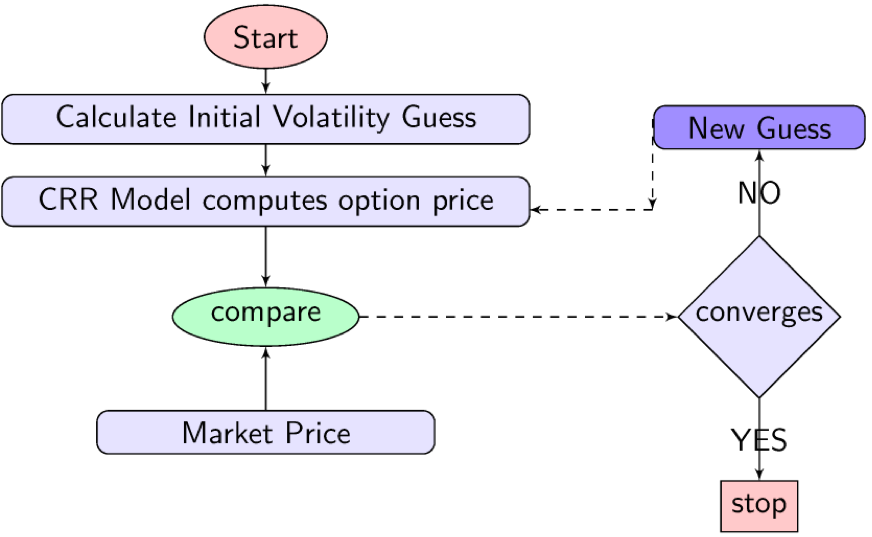 Start
Calculate Initial Volatility Guess
New Guess
CRR Model computes option price
NO
compare
converges
Market Price
YES
stop